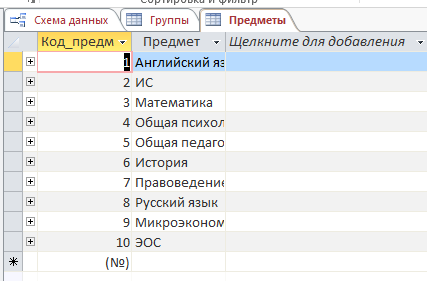 Сортировка и фильтр
Схема данных Группы Предметы
Код_предм Предмет Щелкните для добавления
1 Английский яз
2 ИС
3 Математика
4 Общая психол
5 Общая педаго
6 История
7 Правоведение
8 Русский язык
9 Микроэконом
10 ЭОС
(№)